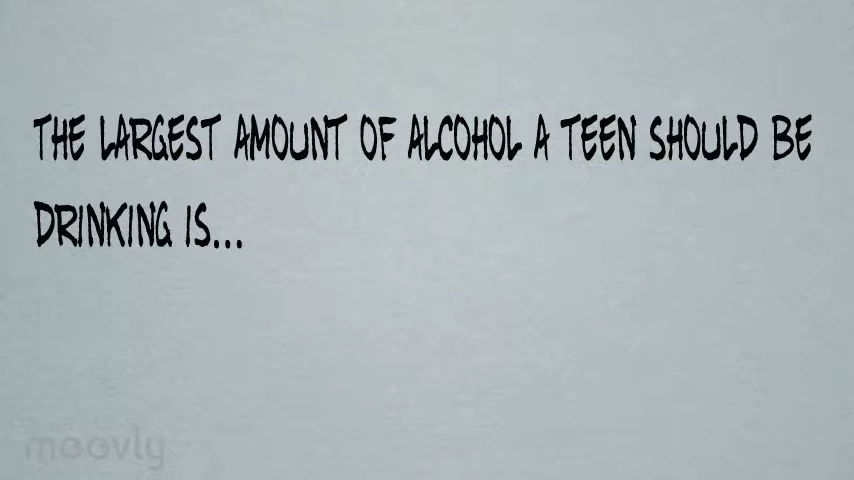 THE LARGEST AMOUNT OF ALCOHOL A TEEN SHOULD BE
DRINKING IS...
moovly